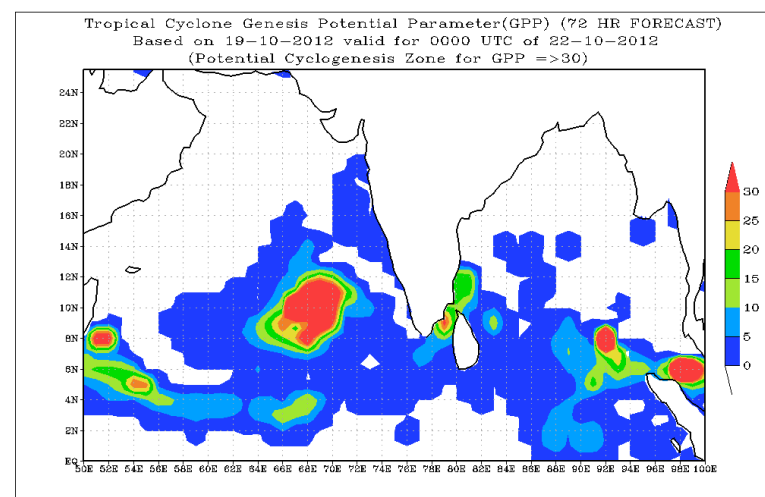 Tropical Cyclone Genesis Potential Parameter(GPP) (72 HR FORECAST)
Based on 19-10-2012 valid for 0000 UTC of 22-10-2012
(Potential Cyclogenesis Zone for GPP =>30)
24N
22N
20N
18N
16N
14N
12N
10N
8N
6N
4N
2N
EQ
50E 52E 54E 56E 58E 60E 62E 64E 66E 68E 70E 72E 74E 76E 78E 80E 82E 84E 86E 88E 90E 92E 94E 96E 98E 100E
30
25
20
15
10
5
0